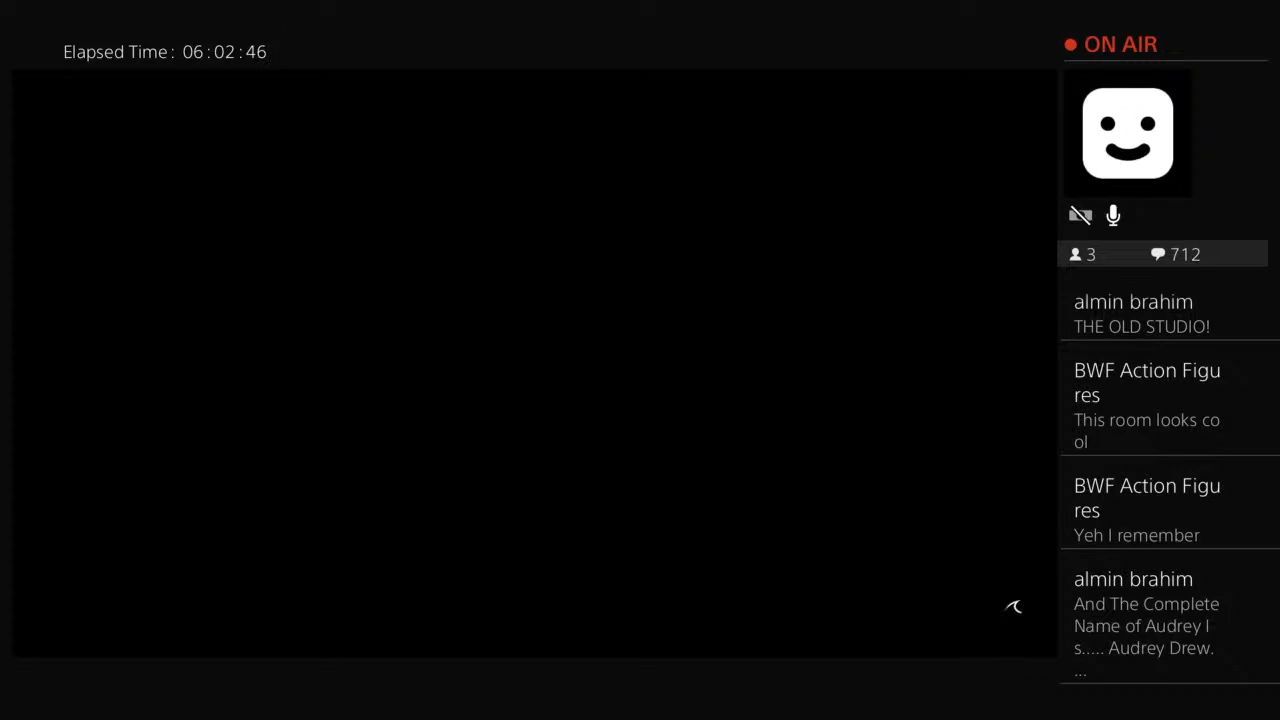 Elapsed Time: 06:02:46
ON AIR
3 712
almin brahim
THE OLD STUDIO!
BWF Action Figu
res
This room looks co
ol
BWF Action Figu
res
Yeh I remember
almin brahim
And The Complete
Name of Audrey I
s..... Audrey Drew.
...